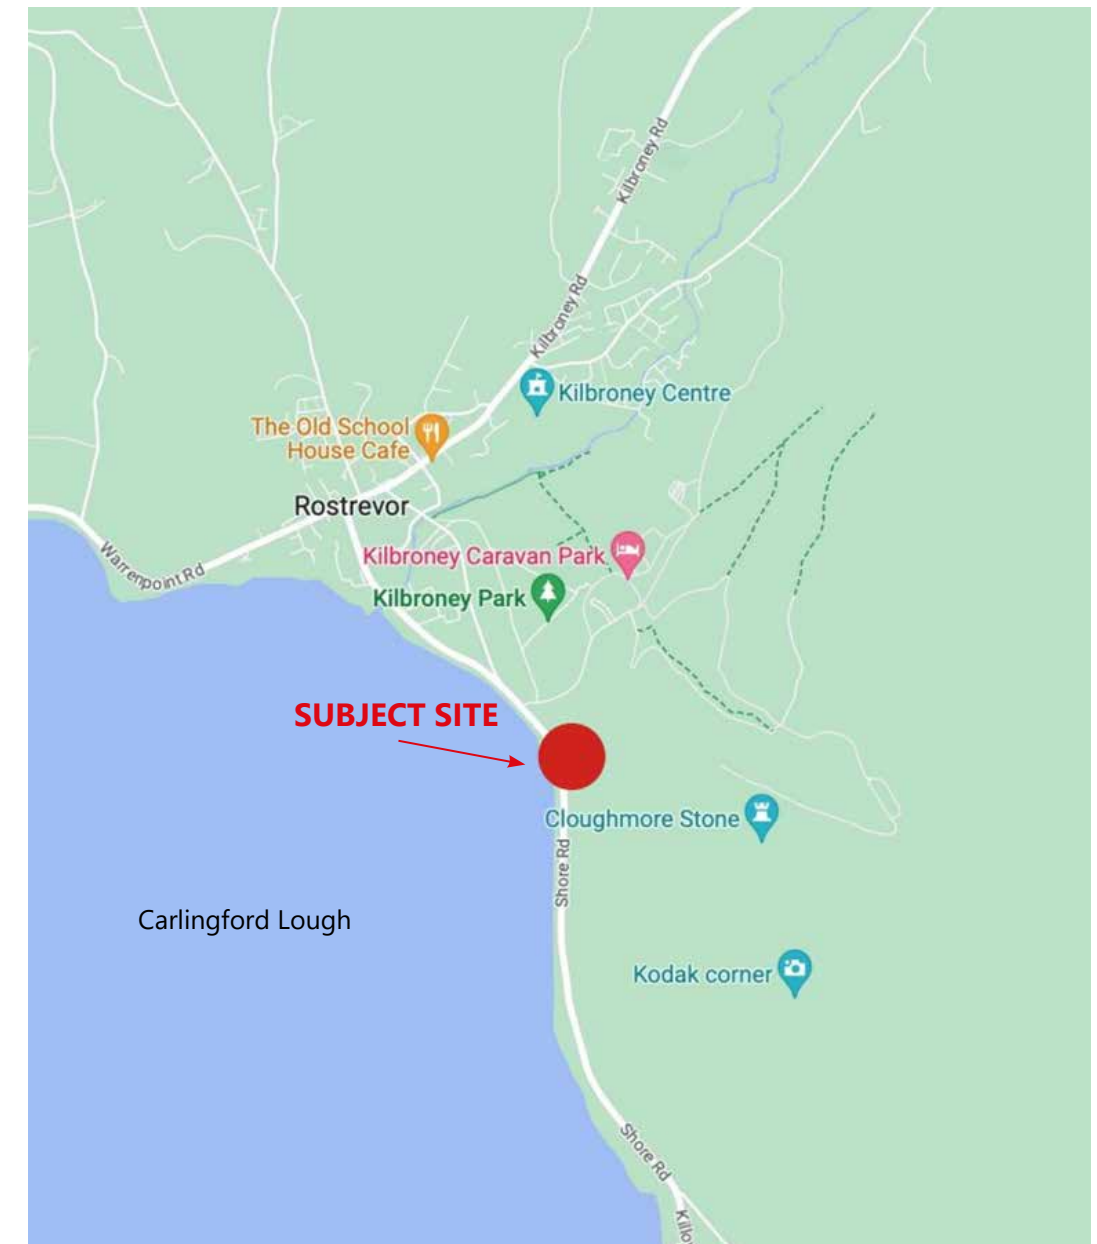 Kilbroney Rd
Kilbroney Rd
Kilbroney Centre
The Old School
House Cafe
Rostrevor
Warrenpoint Rd
Kilbroney Caravan Park
Kilbroney Park
SUBJECT SITE
Cloughmore Stone
Shore Rd
Carlingford Lough
Kodak corner
Shore Rd
Killo